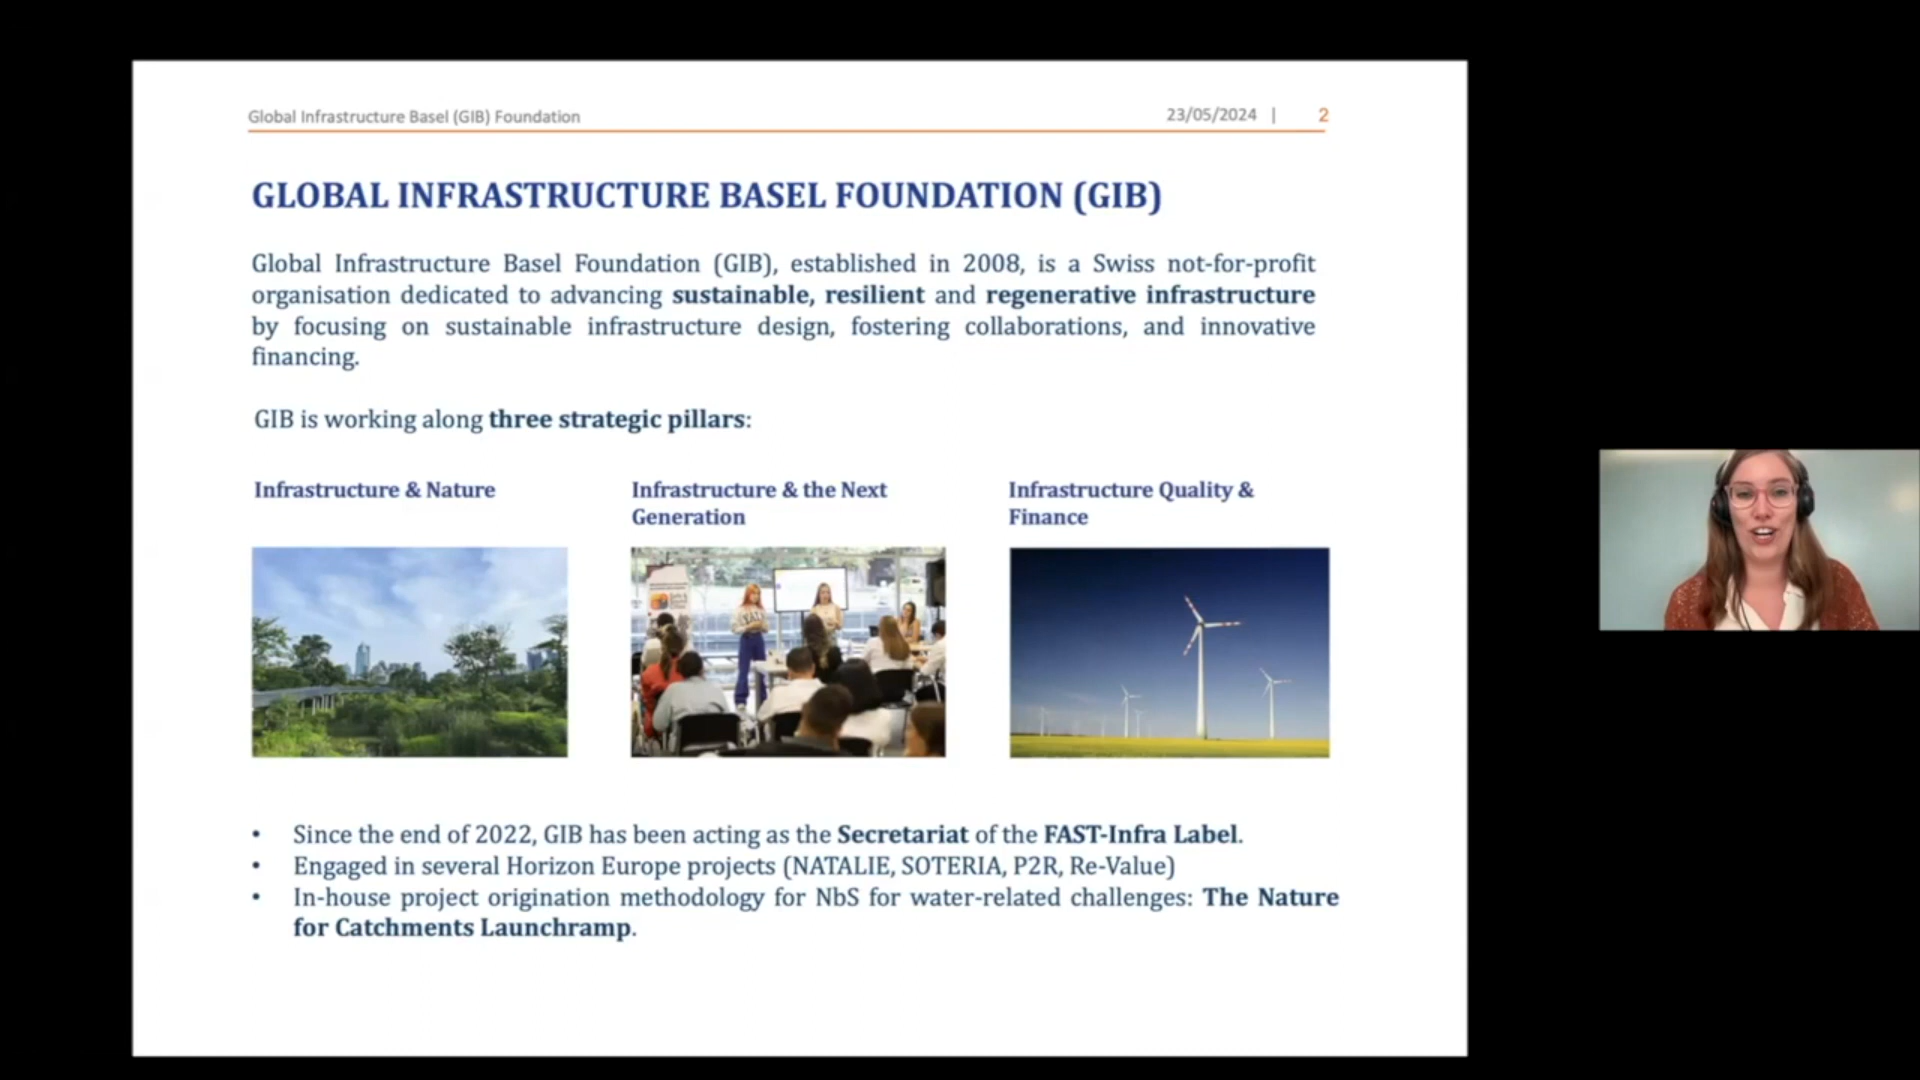 Global Infrastructure Basel (GIB) Foundation
23/05/2024 | 2
GLOBAL INFRASTRUCTURE BASEL FOUNDATION (GIB)
Global Infrastructure Basel Foundation (GIB), established in 2008, is a Swiss not-for-profit
organisation dedicated to advancing sustainable, resilient and regenerative infrastructure
by focusing on sustainable infrastructure design, fostering collaborations, and innovative
financing.
GIB is working along three strategic pillars:
Infrastructure & Nature
Infrastructure & the Next
Generation
Infrastructure Quality &
Finance
• Since the end of 2022, GIB has been acting as the Secretariat of the FAST-Infra Label.
• Engaged in several Horizon Europe projects (NATALIE, SOTERIA, P2R, Re-Value)
• In-house project origination methodology for NbS for water-related challenges: The Nature
for Catchments Launchramp.